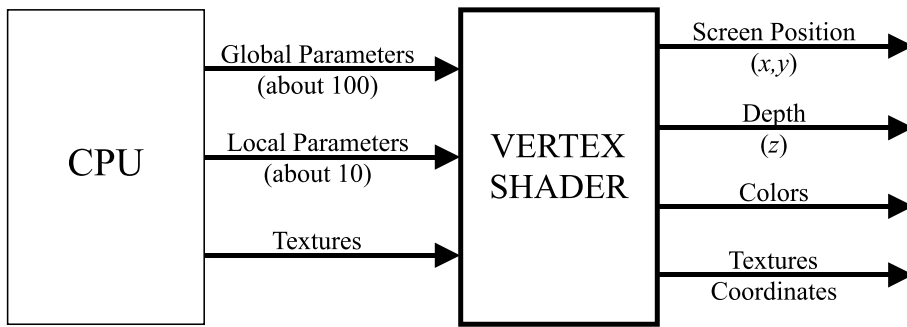 CPU
Global Parameters
(about 100)
Local Parameters
(about 10)
Textures
VERTEX
SHADER
Screen Position
(x,y)
Depth
(z)
Colors
Textures
Coordinates